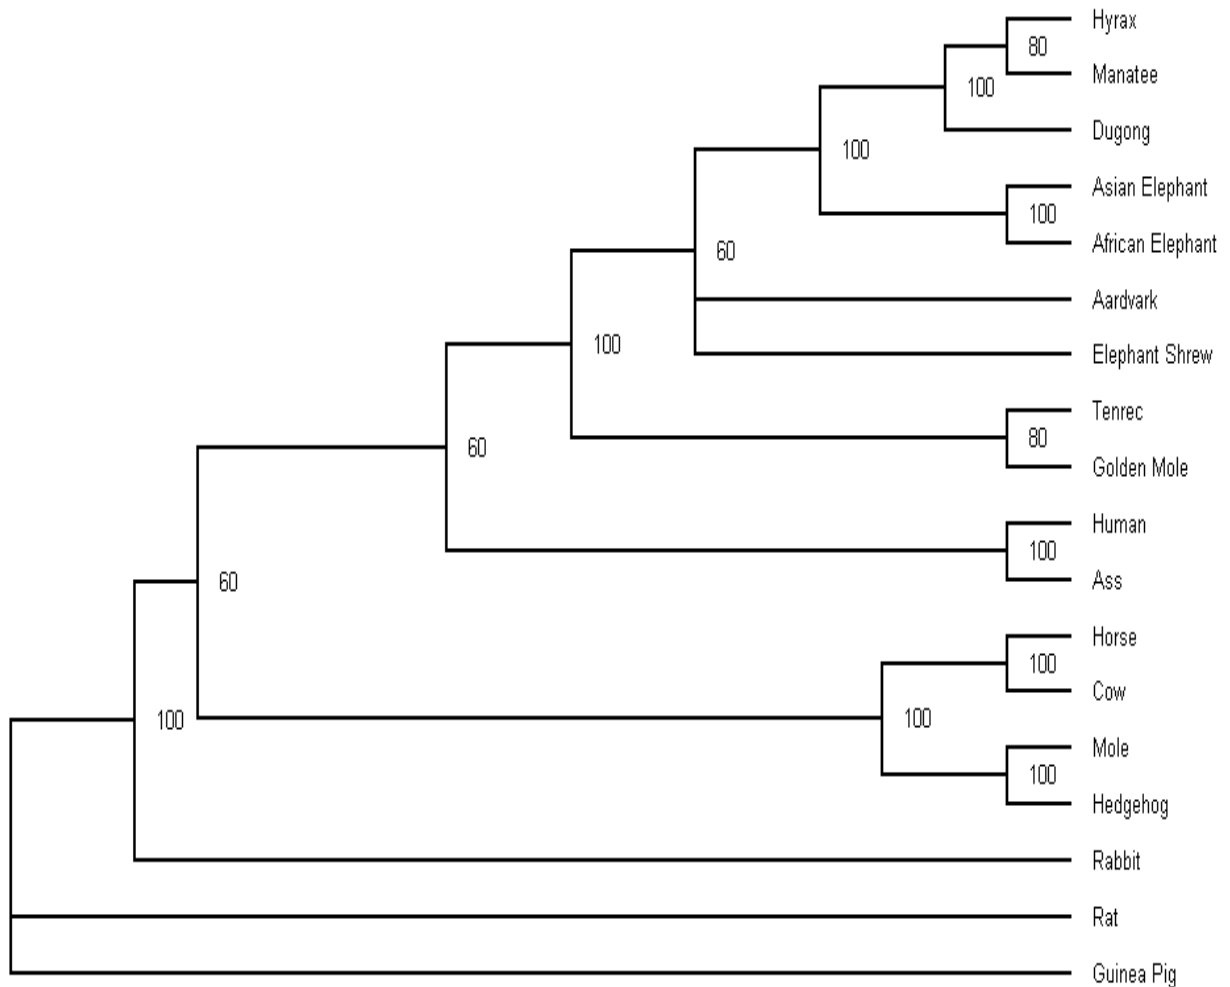 Hyrax
80
Manatee
100
Dugong
100
Asian Elephant
100
African Elephant
60
Aardvark
100
Elephant Shrew
Tenrec
80
Golden Mole
60
Human
100
Ass
60
Horse
100
Cow
100
100
Mole
100
Hedgehog
Rabbit
Rat
Guinea Pig